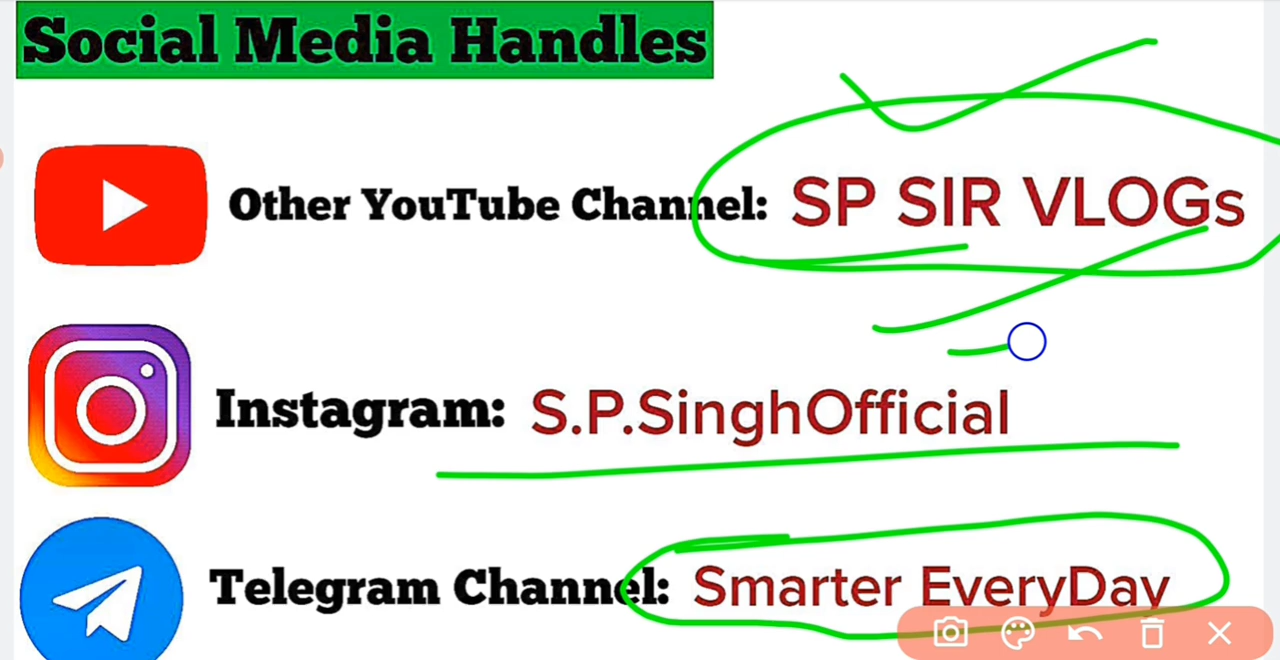 Social Media Handles
Other YouTube Channel: SP SIR VLOGs
Instagram: S.P.SinghOfficial
Telegram Channel: Smarter EveryDay